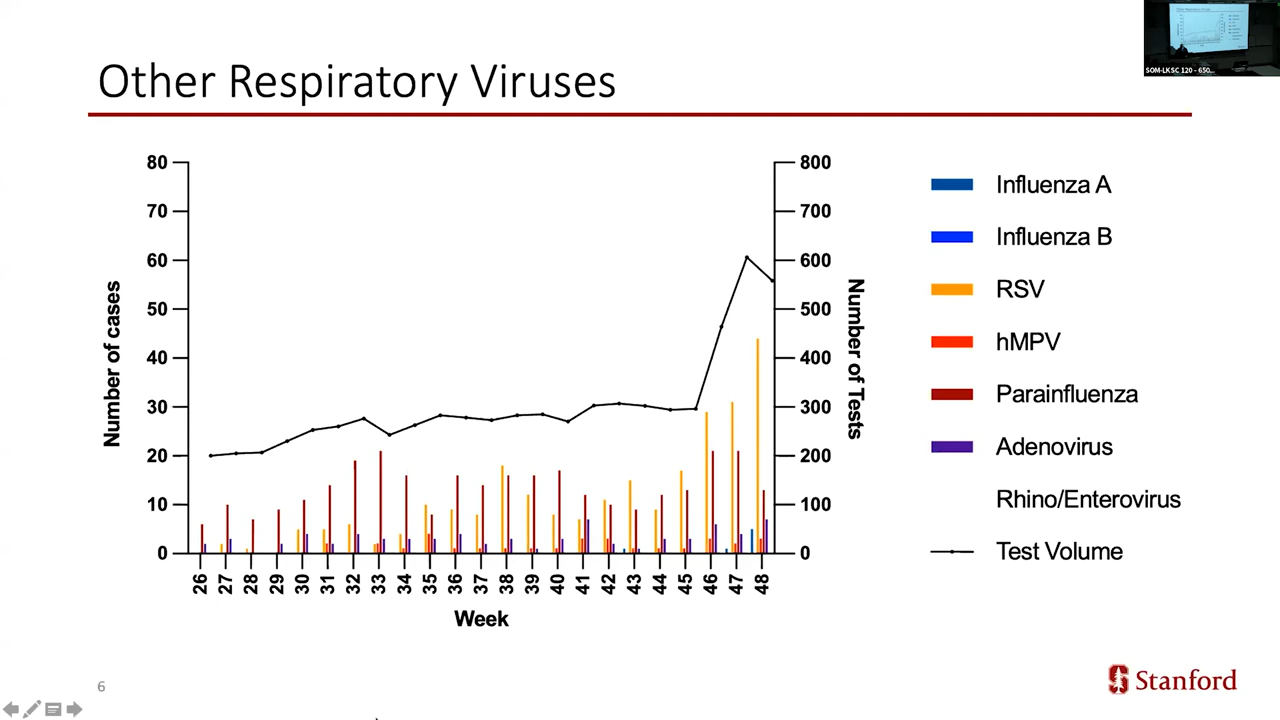 SOM-LKSC 120 - 650...
Other Respiratory Viruses
80
70
60
50
40
30
20
10
0
Number of cases
800
700
600
500
400
300
200
100
0
Number of Tests
26 27 28 29 30 31 32 33 34 35 36 37 38 39 40 41 42 43 44 45 46 47 48
Week
Influenza A
Influenza B
RSV
hMPV
Parainfluenza
Adenovirus
Rhino/Enterovirus
Test Volume
6
Stanford